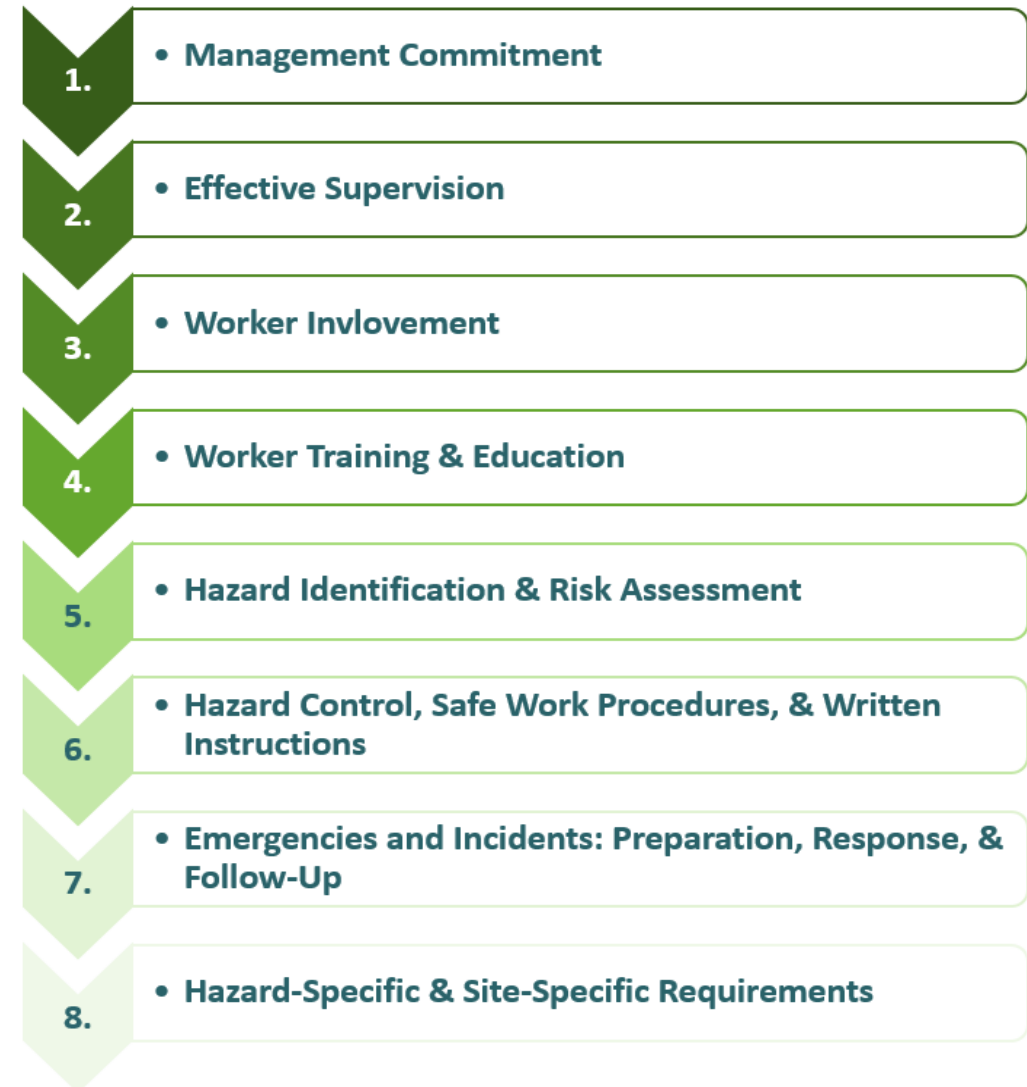 1.
• Management Commitment
2.
• Effective Supervision
3.
• Worker Invlovement
4.
• Worker Training & Education
5.
• Hazard Identification & Risk Assessment
6.
• Hazard Control, Safe Work Procedures, & Written
Instructions
7.
• Emergencies and Incidents: Preparation, Response, &
Follow-Up
8.
• Hazard-Specific & Site-Specific Requirements